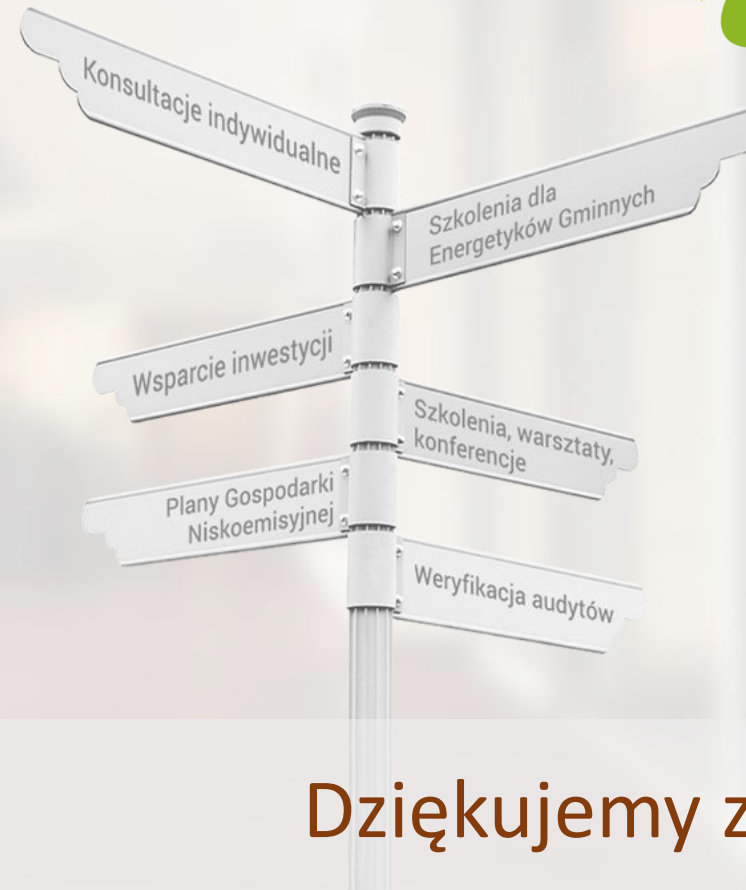 Konsultacje indywidualne
Szkolenia dla
Energetyków Gminnych
Wsparcie inwestycji
Szkolenia, warsztaty,
konferencje
Plany Gospodarki
Niskoemisyjnej
Weryfikacja audytów
Dziękujemy z